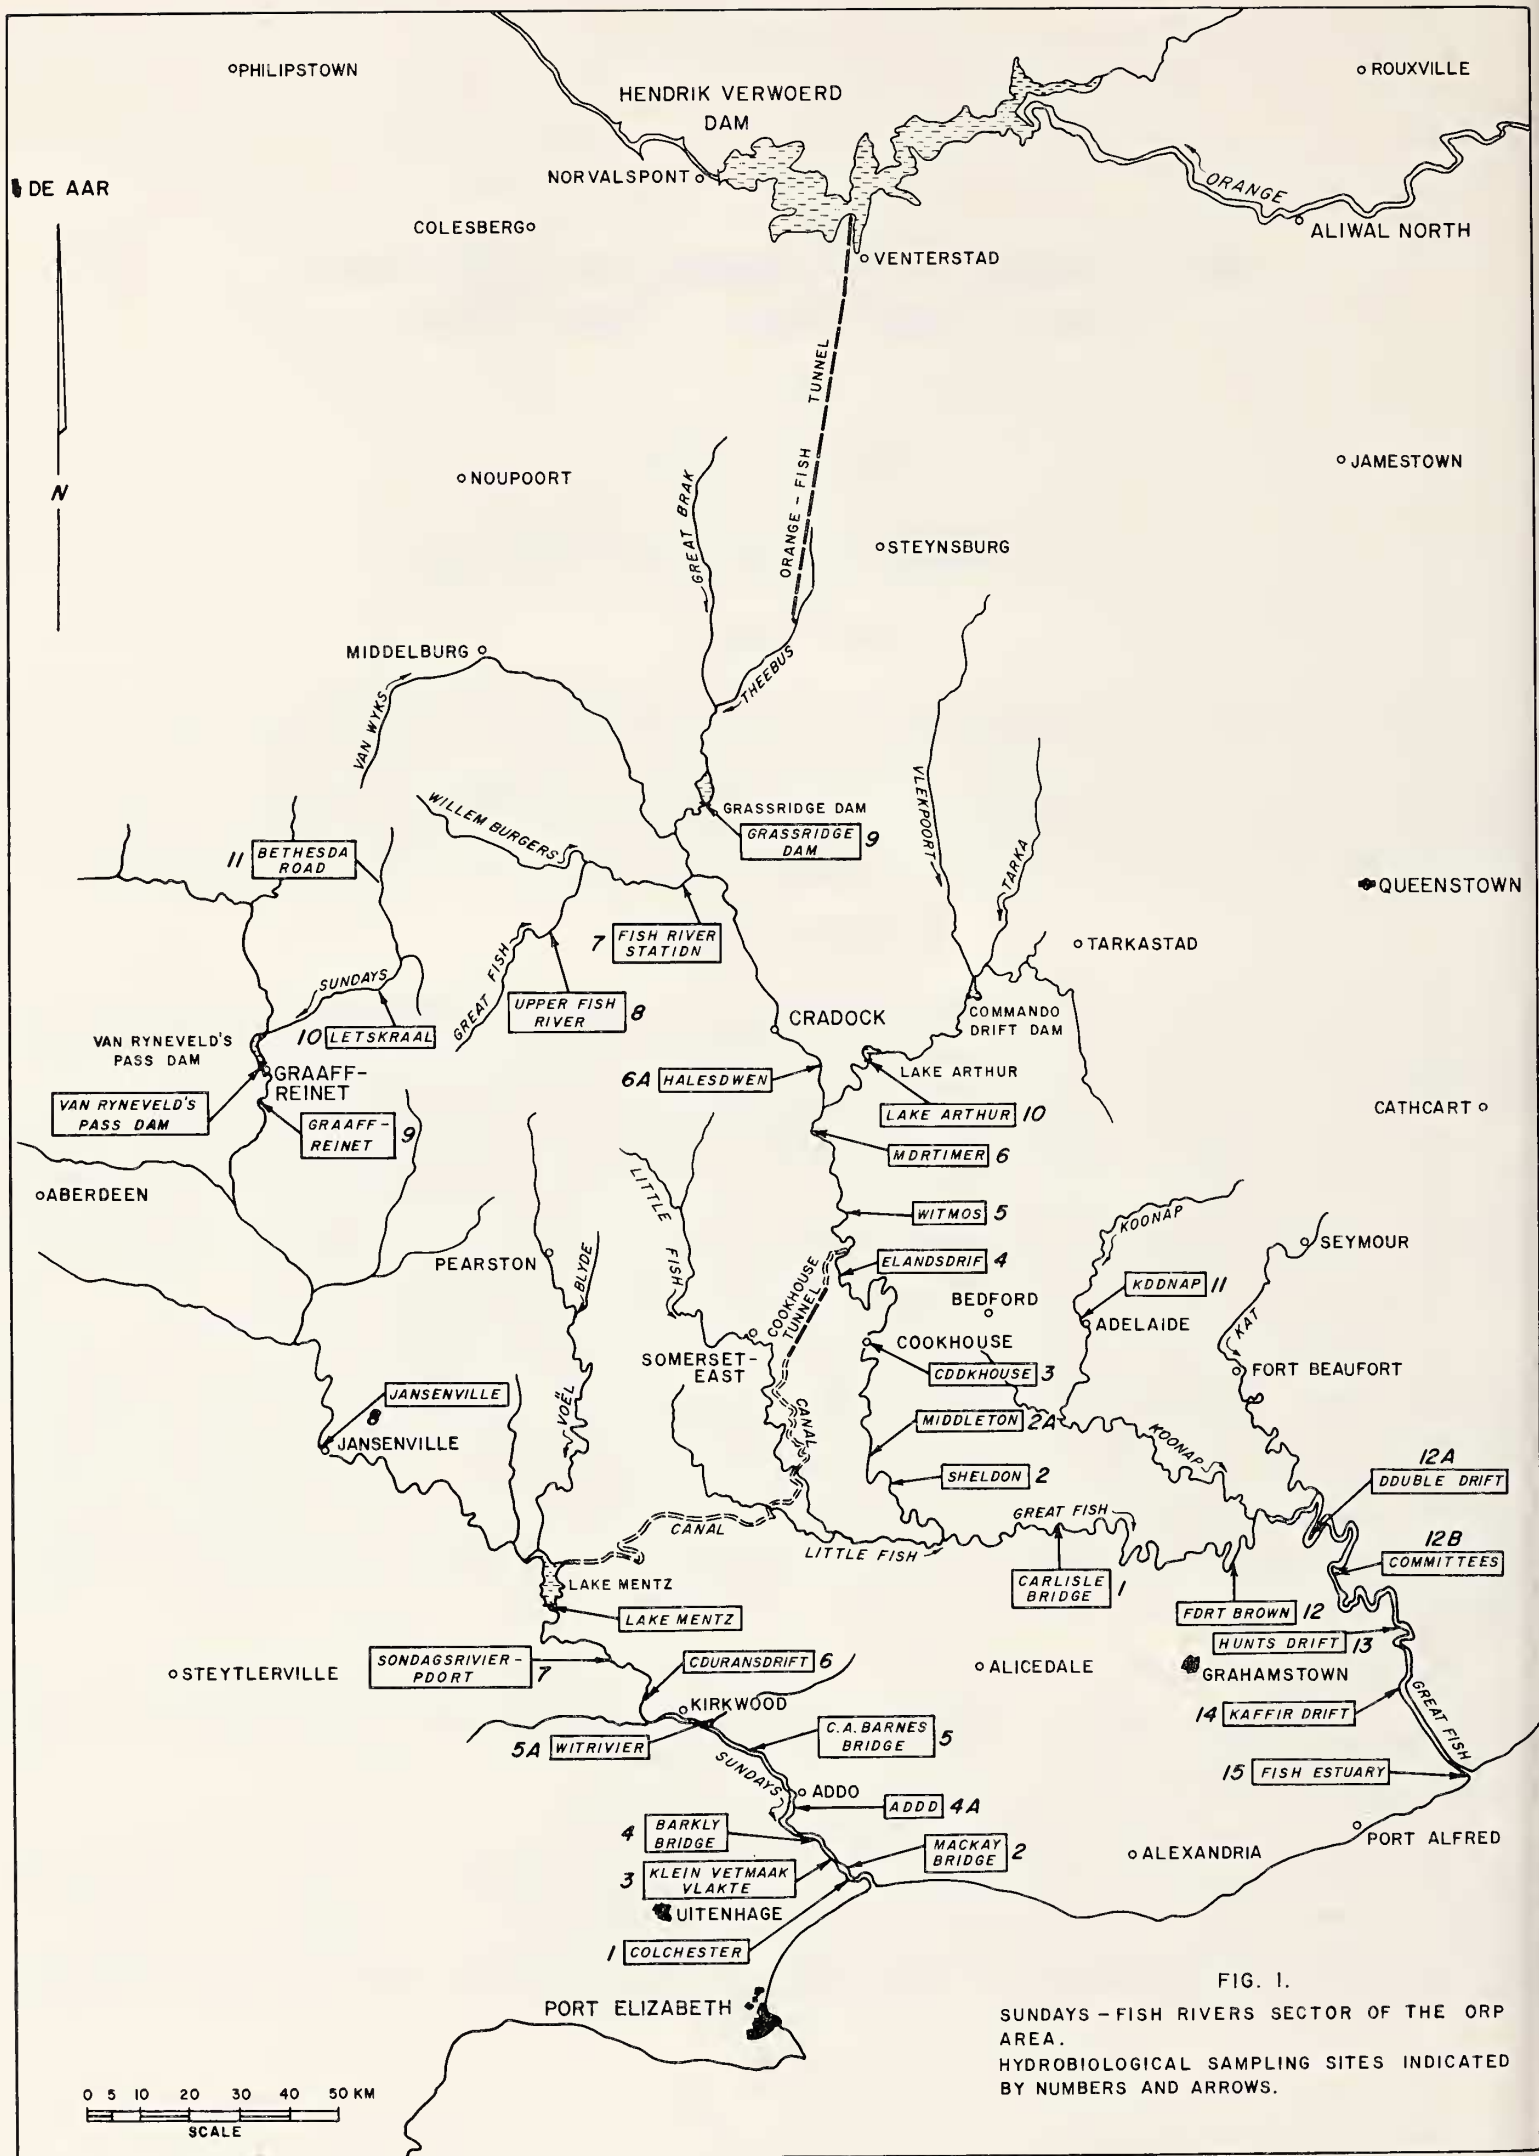 PHILIPSTOWN
HENDRIK VERWOERD
DAM
ROUXVILLE
NORVALSPONT
DE AAR
ORANGE
COLESBERG
ALIWAL NORTH
VENTERSTAD
ORANGE - FISH TUNNEL
NOUPOORT
GREAT BRAK
JAMESTOWN
N
STEYNSBURG
MIDDELBURG
THEEBUS
VAN WYKS
VLEKPOORT
TARKA
WILLEM BURGERS
GRASSRIDGE DAM
GRASSRIDGE
DAM
9
11
BETHESDA
ROAD
QUEENSTOWN
7
FISH RIVER
STATION
TARKASTAD
SUNDAYS
GREAT FISH
UPPER FISH
RIVER
8
COMMANDO
DRIFT DAM
CRADOCK
10
LETSKRAAL
VAN RYNEVELD'S
PASS DAM
GRAAFF-
REINET
LAKE ARTHUR
6A
HALESOWEN
VAN RYNEVELD'S
PASS DAM
GRAAFF-
REINET
9
LAKE ARTHUR
10
CATHCART
MORTIMER
6
ABERDEEN
LITTLE FISH
WITMOS
5
KOONAP
SEYMOUR
PEARSTON
BLYDE
ELANDSDRIF
4
COOKHOUSE
TUNNEL
KOONAP
11
BEDFORD
ADELAIDE
KAT
COOKHOUSE
SOMERSET-
EAST
COOKHOUSE
3
FORT BEAUFORT
JANSENVILLE
8
VOËL
CANAL
MIDDLETON
2A
JANSENVILLE
KOONAP
12A
DOUBLE DRIFT
SHELDON
2
GREAT FISH
CANAL
LITTLE FISH
12B
COMMITTEES
LAKE MENTZ
CARLISLE
BRIDGE
1
LAKE MENTZ
FORT BROWN
12
HUNTS DRIFT
13
SONDAGSRIVIER-
POORT
7
COURANSDRIFT
6
STEYTLERVILLE
ALICEDALE
GRAHAMSTOWN
KIRKWOOD
14
KAFFIR DRIFT
GREAT FISH
C.A. BARNES
BRIDGE
5
5A
WITRIVIER
SUNDAYS
15
FISH ESTUARY
ADDO
ADDO
4A
4
BARKLY
BRIDGE
MACKAY
BRIDGE
2
PORT ALFRED
ALEXANDRIA
3
KLEIN VETMAAK
VLAKTE
UITENHAGE
1
COLCHESTER
PORT ELIZABETH
FIG. 1.
SUNDAYS - FISH RIVERS SECTOR OF THE ORP
AREA.
HYDROBIOLOGICAL SAMPLING SITES INDICATED
BY NUMBERS AND ARROWS.
0 5 10 20 30 40 50 KM
SCALE